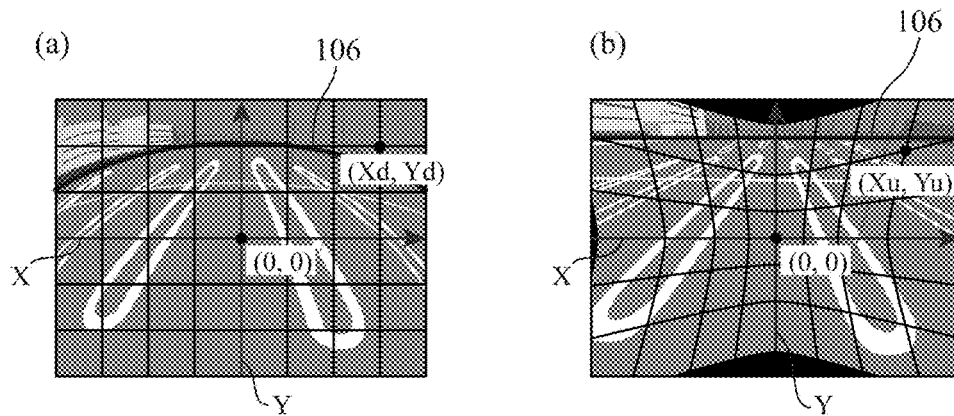 (a)
106
(Xd, Yd)
X
(0, 0)
Y
(b)
106
(Xu, Yu)
X
(0, 0)
Y